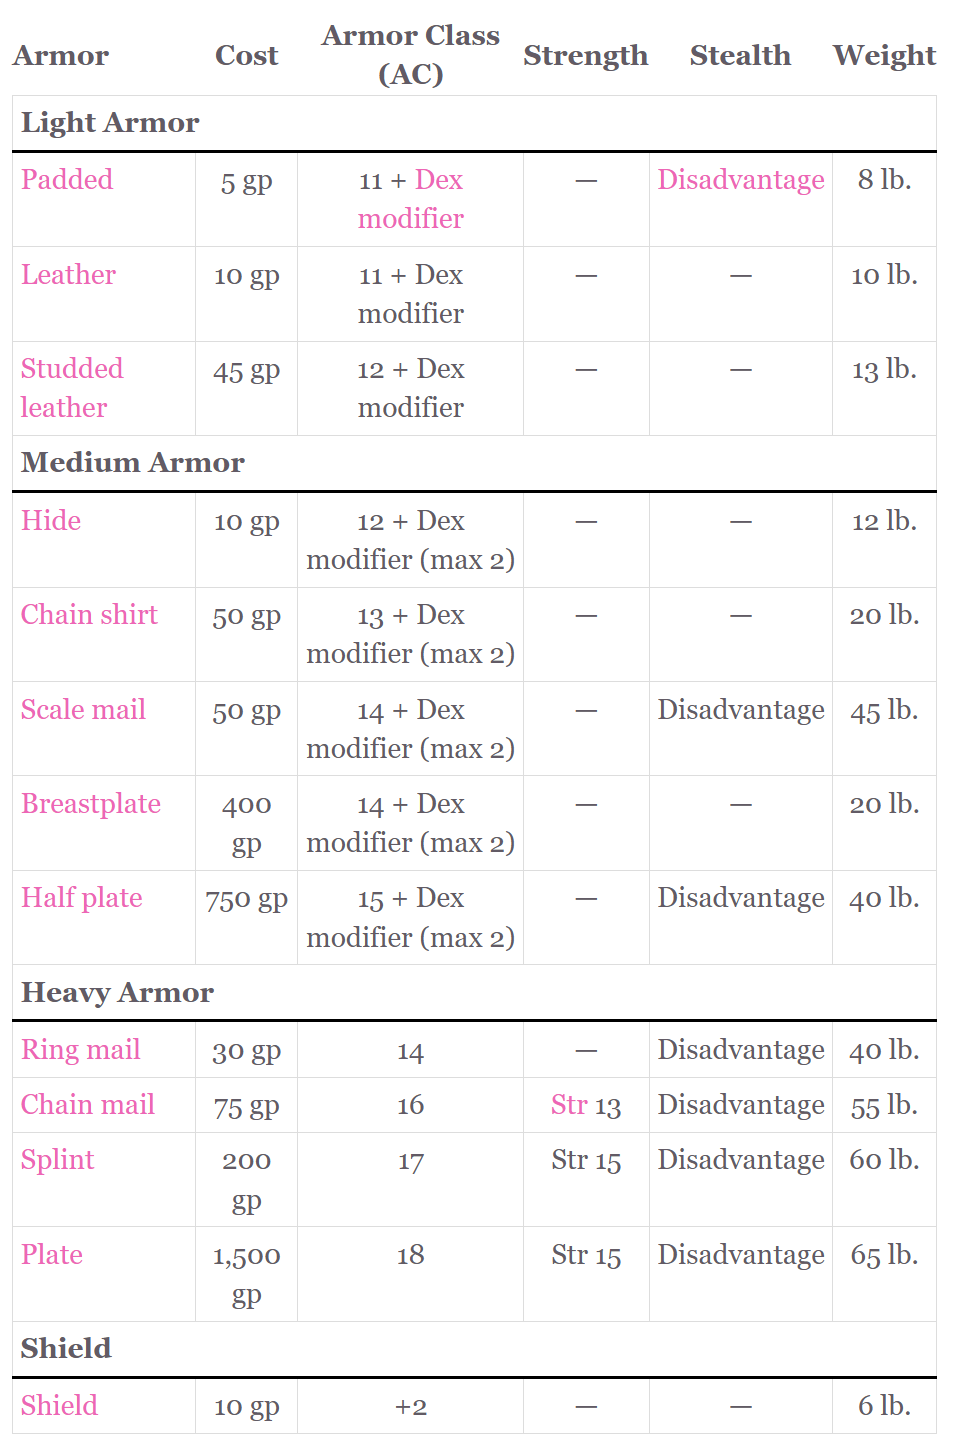 Armor Cost Armor Class (AC) Strength Stealth Weight
Light Armor
Padded 5 gp 11 + Dex — Disadvantage 8 lb.
modifier
Leather 10 gp 11 + Dex — — 10 lb.
modifier
Studded 45 gp 12 + Dex — — 13 lb.
leather modifier
Medium Armor
Hide 10 gp 12 + Dex — — 12 lb.
modifier (max 2)
Chain shirt 50 gp 13 + Dex — — 20 lb.
modifier (max 2)
Scale mail 50 gp 14 + Dex — Disadvantage 45 lb.
modifier (max 2)
Breastplate 400 14 + Dex — — 20 lb.
gp modifier (max 2)
Half plate 750 gp 15 + Dex — Disadvantage 40 lb.
modifier (max 2)
Heavy Armor
Ring mail 30 gp 14 — Disadvantage 40 lb.
Chain mail 75 gp 16 Str 13 Disadvantage 55 lb.
Splint 200 17 Str 15 Disadvantage 60 lb.
gp
Plate 1,500 18 Str 15 Disadvantage 65 lb.
gp
Shield
Shield 10 gp +2 — — 6 lb.